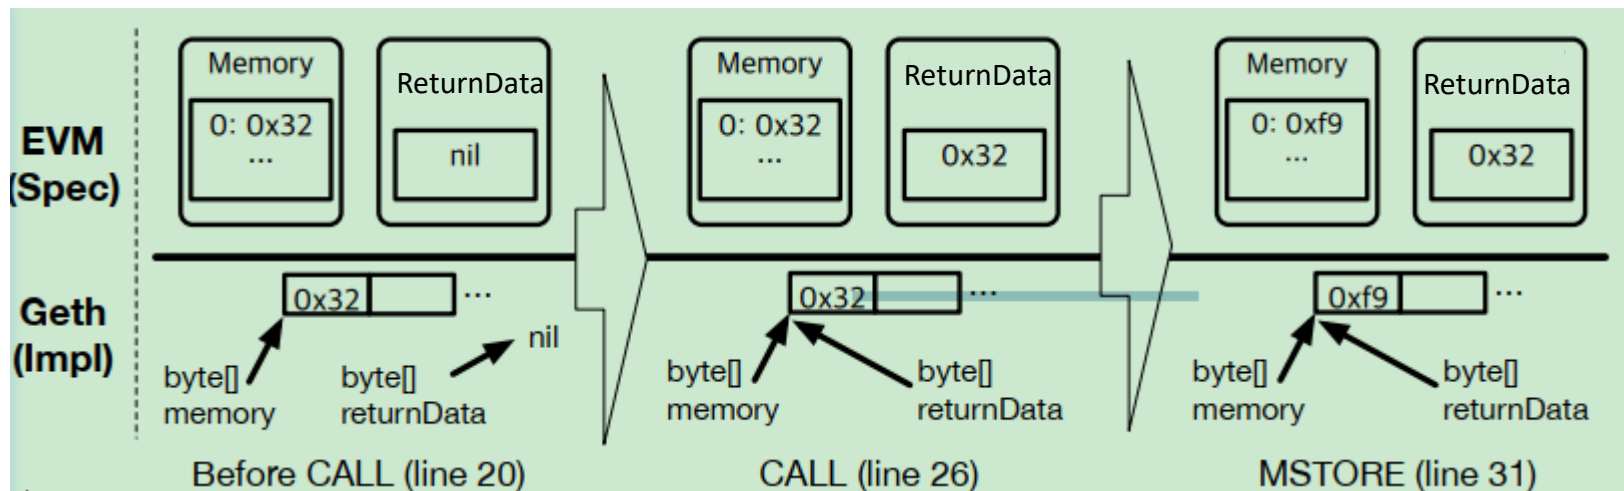 EVM
(Spec)
Memory
0: 0x32
...
ReturnData
nil
Memory
0: 0x32
...
ReturnData
0x32
Memory
0: 0xf9
...
ReturnData
0x32
Geth
(Impl)
0x32
...
nil
byte[]
memory
byte[]
returnData
0x32
...
byte[]
memory
byte[]
returnData
0xf9
...
byte[]
memory
byte[]
returnData
Before CALL (line 20)
CALL (line 26)
MSTORE (line 31)